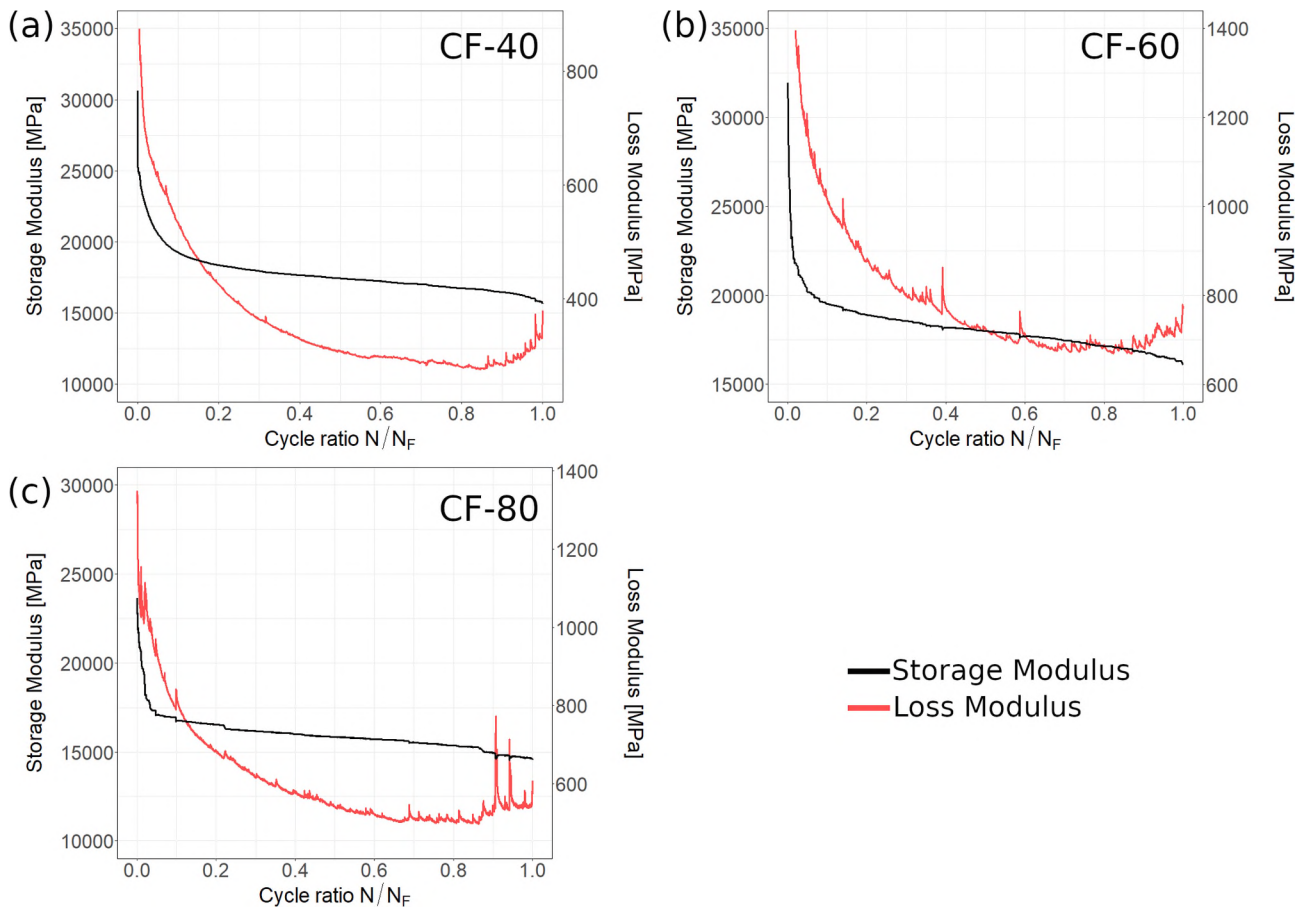 (a)
CF-40
Storage Modulus [MPa]
35000
30000
25000
20000
15000
10000
Loss Modulus [MPa]
800
600
400
0.0 0.2 0.4 0.6 0.8 1.0
Cycle ratio N/N_F
(b)
CF-60
Storage Modulus [MPa]
35000
30000
25000
20000
15000
Loss Modulus [MPa]
1400
1200
1000
800
600
0.0 0.2 0.4 0.6 0.8 1.0
Cycle ratio N/N_F
(c)
CF-80
Storage Modulus [MPa]
30000
25000
20000
15000
10000
Loss Modulus [MPa]
1400
1200
1000
800
600
0.0 0.2 0.4 0.6 0.8 1.0
Cycle ratio N/N_F
Storage Modulus
Loss Modulus